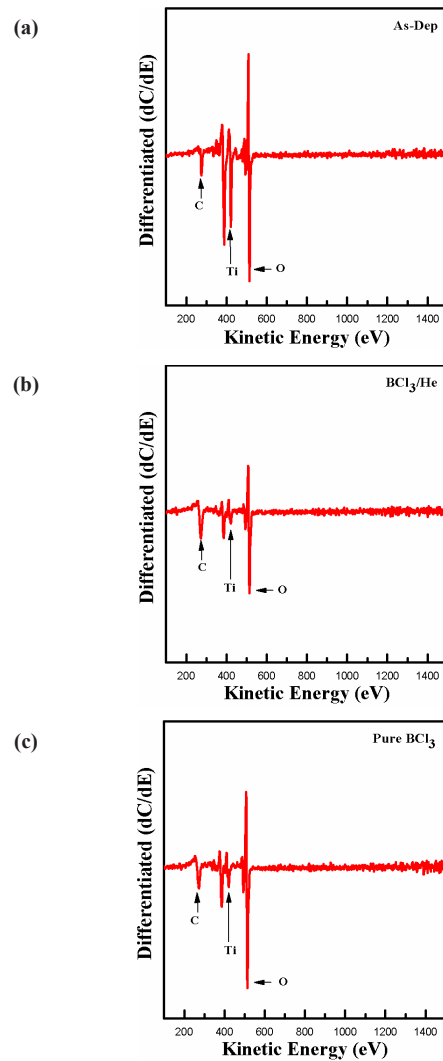 (a)
As-Dep
Differentiated (dC/dE)
C
Ti
O
200 400 600 800 1000 1200 1400
Kinetic Energy (eV)
(b)
BCl3/He
Differentiated (dC/dE)
C
Ti
O
200 400 600 800 1000 1200 1400
Kinetic Energy (eV)
(c)
Pure BCl3
Differentiated (dC/dE)
C
Ti
O
200 400 600 800 1000 1200 1400
Kinetic Energy (eV)